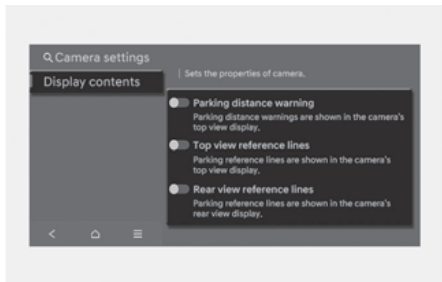 Camera settings
Display contents
Sets the properties of camera.
Parking distance warning
Parking distance warnings are shown in the camera's
top view display.
Top view reference lines
Parking reference lines are shown in the camera's
top view display.
Rear view reference lines
Parking reference lines are shown in the camera's
rear view display.